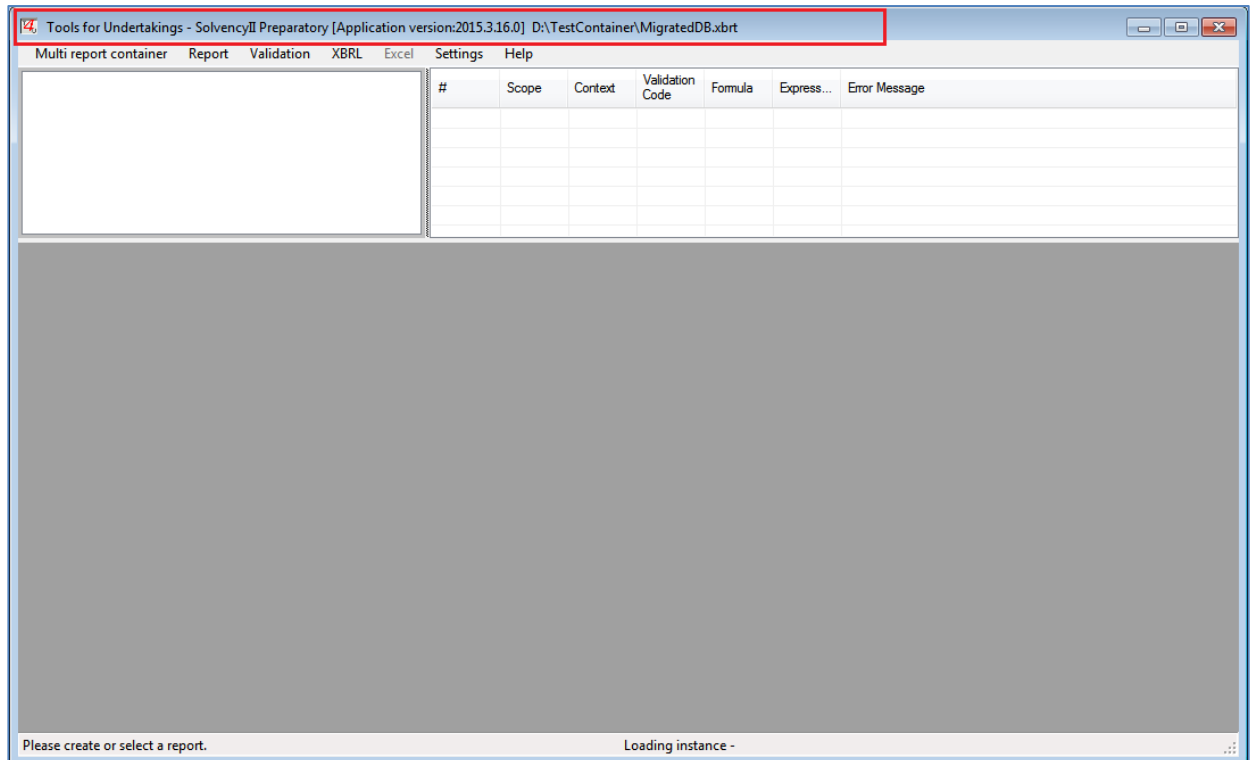 Tools for Undertakings - SolvencyII Preparatory [Application version:2015.3.16.0] D:\TestContainer\MigratedDB.xbrt
Multi report container Report Validation XBRL Excel Settings Help
# Scope Context Validation Code Formula Express... Error Message
Please create or select a report. Loading instance -